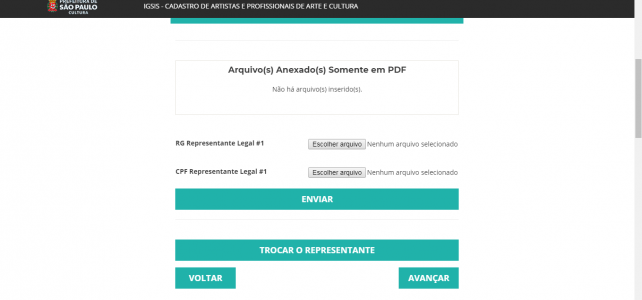 PREFEITURA DE
SÃO PAULO
CULTURA
IGSIS - CADASTRO DE ARTISTAS E PROFISSIONAIS DE ARTE E CULTURA
Arquivo(s) Anexado(s) Somente em PDF
Não há arquivo(s) inserido(s).
RG Representante Legal #1 Escolher arquivo Nenhum arquivo selecionado
CPF Representante Legal #1 Escolher arquivo Nenhum arquivo selecionado
ENVIAR
TROCAR O REPRESENTANTE
VOLTAR AVANÇAR